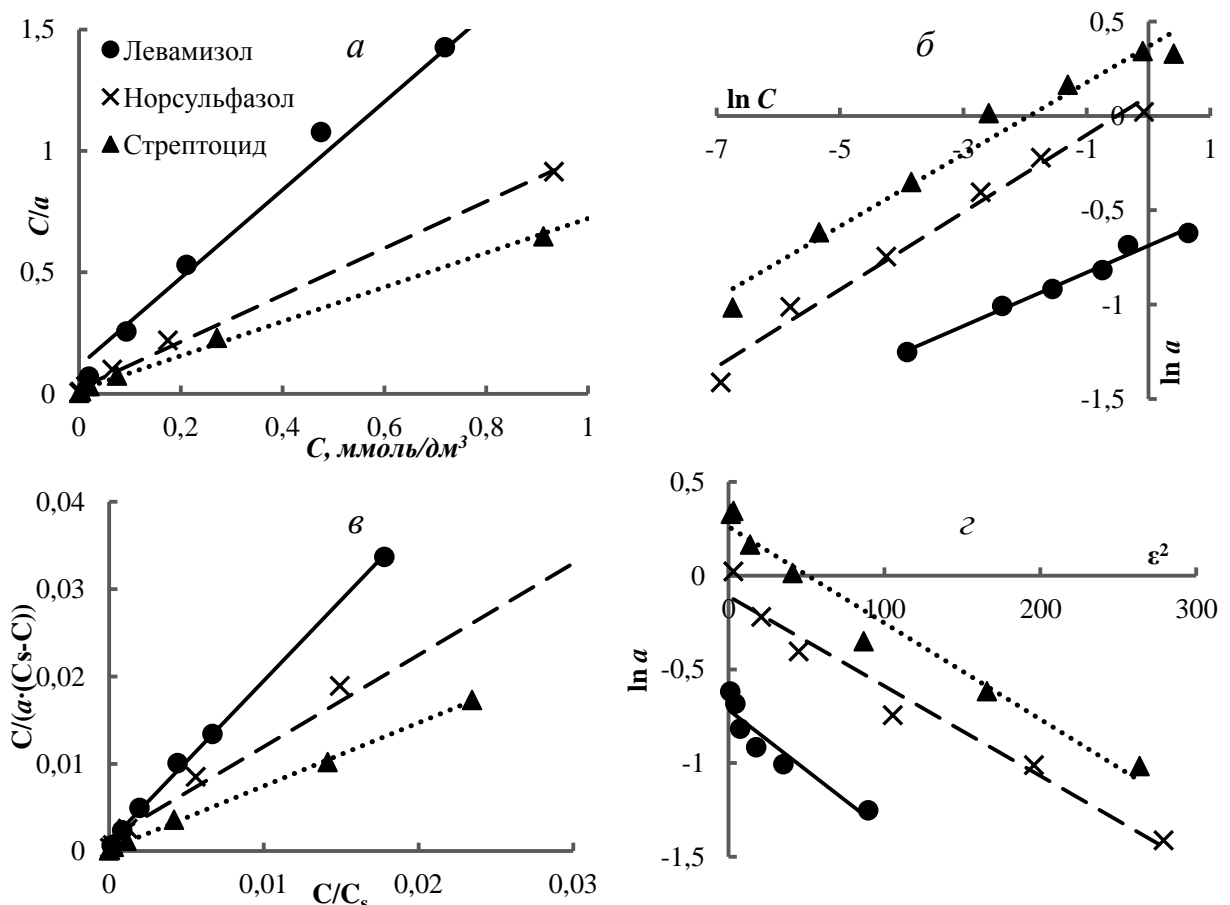 а
1,5
1
0,5
0
C/a
Левамизол
Норсульфазол
Стрептоцид
0 0,2 0,4 0,6 0,8 1
C, ммоль/дм³
б
0,5
0
-0,5
-1
-1,5
ln C
-7 -5 -3 -1 1
ln a
в
0,04
0,03
0,02
0,01
0
C/(a·(Cs-C))
0 0,01 0,02 0,03
C/Cₛ
г
0,5
0
-0,5
-1
-1,5
ε²
0 100 200 300
ln a